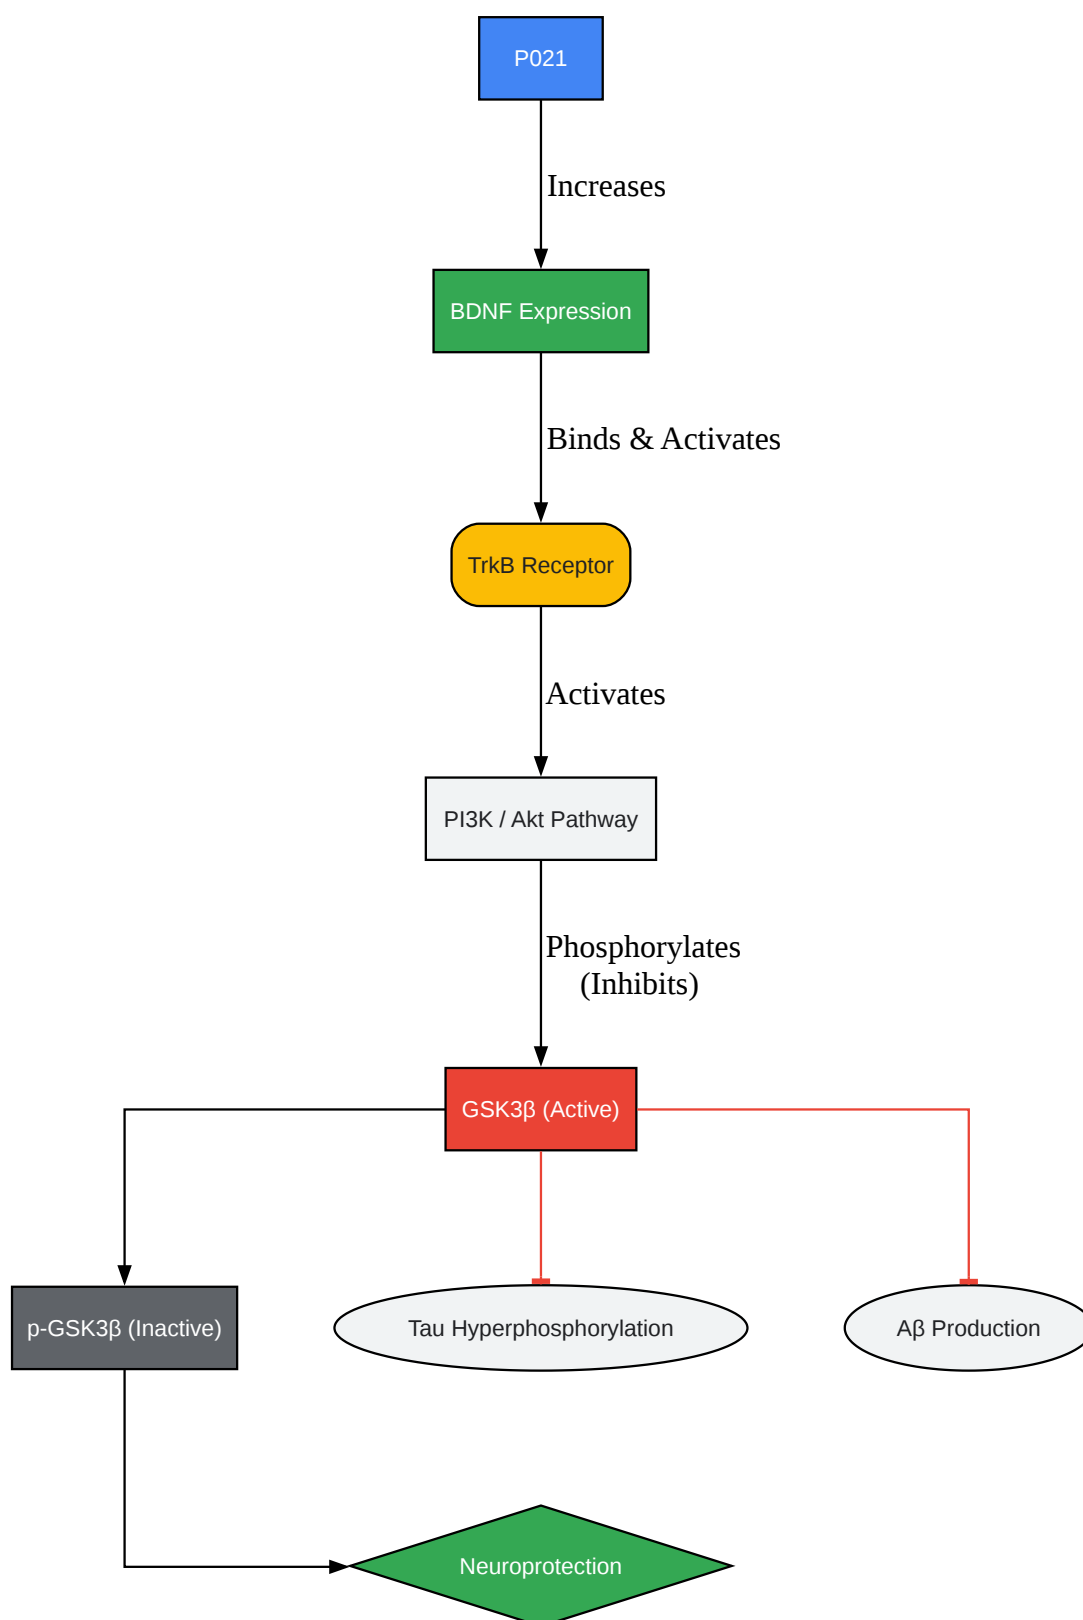 P021
Increases
BDNF Expression
Binds & Activates
TrkB Receptor
Activates
PI3K / Akt Pathway
Phosphorylates
(Inhibits)
GSK3β (Active)
p-GSK3β (Inactive)
Tau Hyperphosphorylation
Aβ Production
Neuroprotection